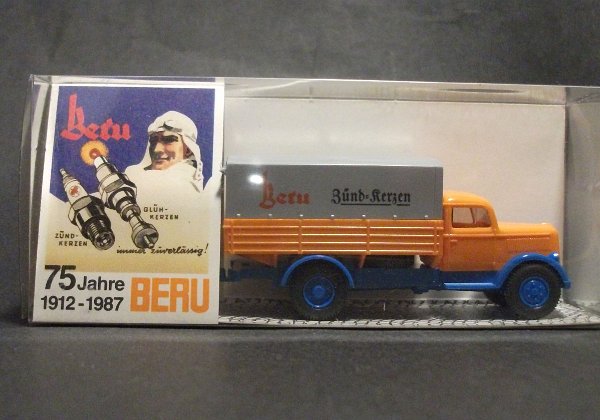 Beru
GLÜH-
KERZEN
ZÜND-
KERZEN
immer zuverlässig!
75 Jahre
1912-1987 BERU
Beru Zünd-Kerzen